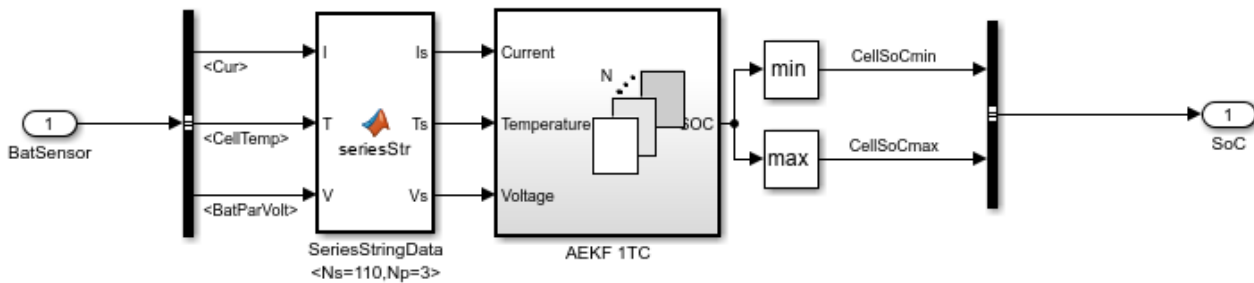 1
BatSensor
<Cur>
<CellTemp>
<BatParVolt>
I
T
V
seriesStr
Is
Ts
Vs
SeriesStringData
<Ns=110,Np=3>
Current
Temperature
Voltage
N
SOC
AEKF 1TC
min
max
CellSoCmin
CellSoCmax
1
SoC